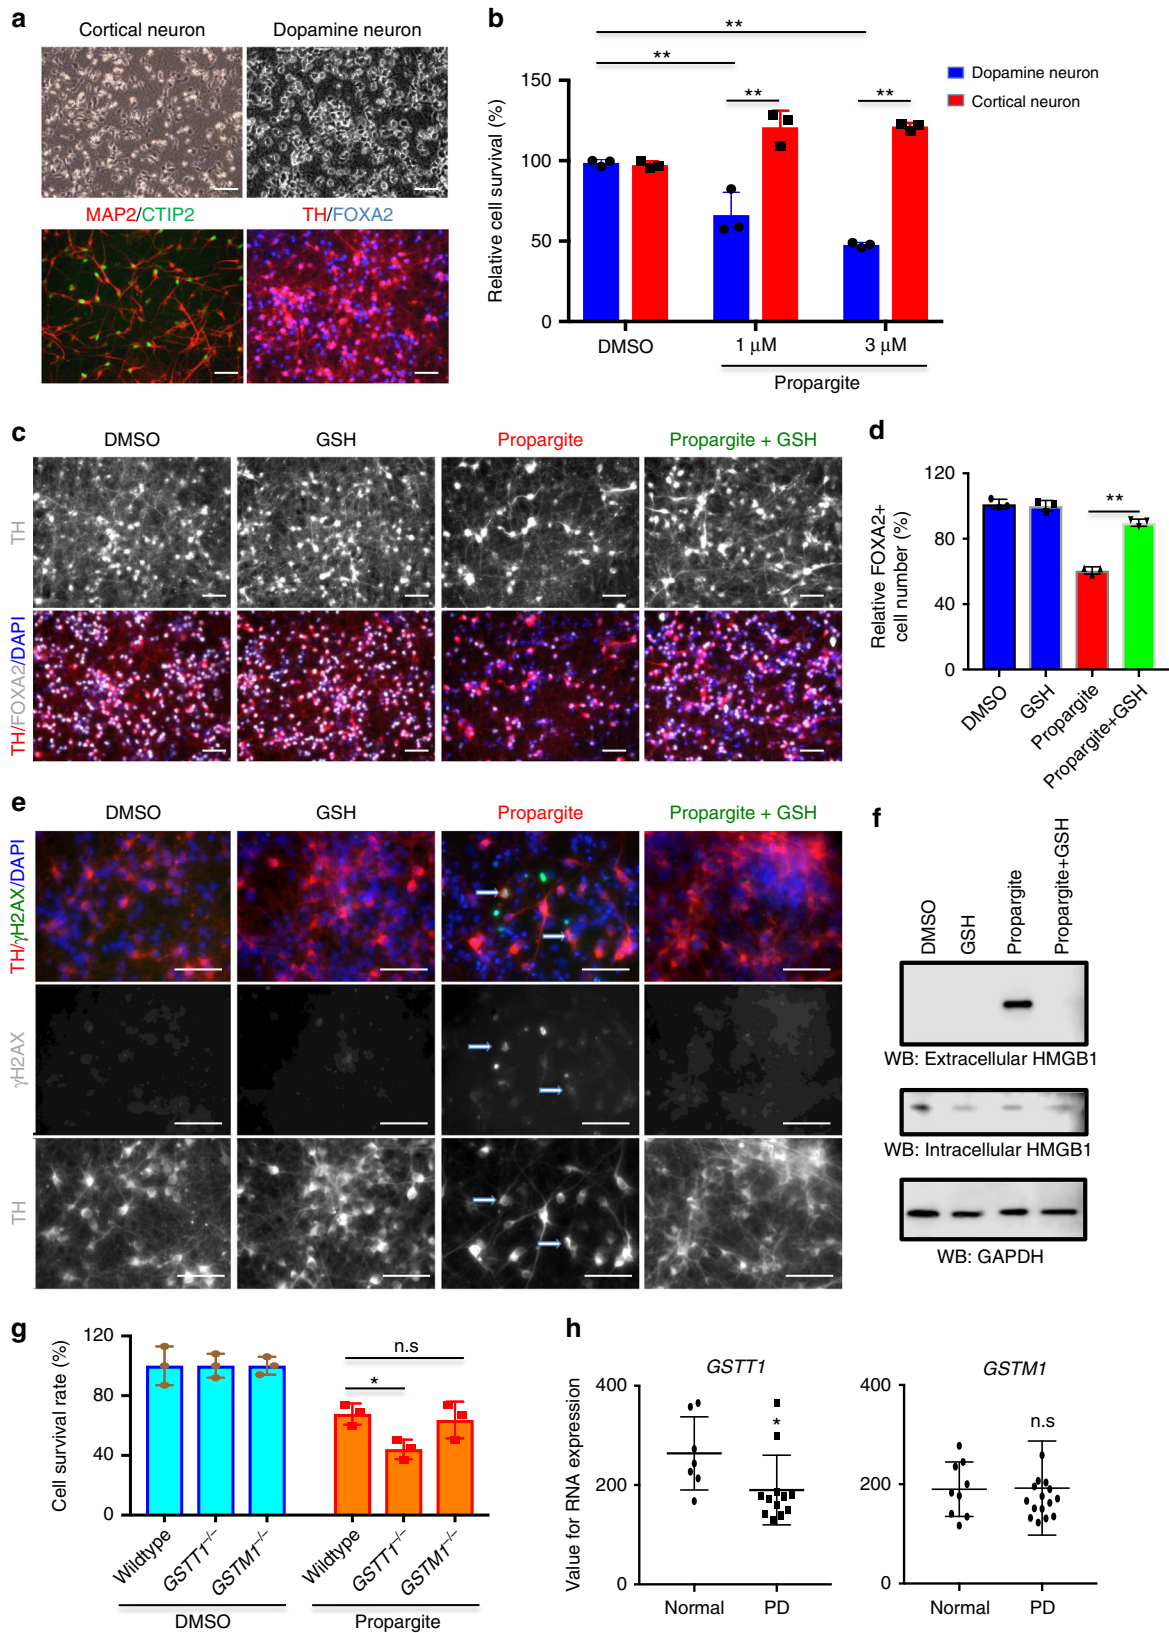 a
Cortical neuron
Dopamine neuron
MAP2/CTIP2
TH/FOXA2
b
**
**
**
**
Dopamine neuron
Cortical neuron
Relative cell survival (%)
150
100
50
0
DMSO
1 μM
3 μM
Propargite
c
DMSO
GSH
Propargite
Propargite + GSH
TH
TH/FOXA2/DAPI
d
Relative FOXA2+
cell number (%)
120
80
40
0
**
DMSO
GSH
Propargite
Propargite+GSH
e
DMSO
GSH
Propargite
Propargite + GSH
TH/γH2AX/DAPI
γH2AX
TH
f
DMSO
GSH
Propargite
Propargite+GSH
WB: Extracellular HMGB1
WB: Intracellular HMGB1
WB: GAPDH
g
Cell survival rate (%)
120
80
40
0
n.s
*
Wildtype
GSTT1−/−
GSTM1−/−
Wildtype
GSTT1−/−
GSTM1−/−
DMSO
Propargite
h
GSTT1
Value for RNA expression
400
200
0
*
Normal
PD
GSTM1
400
200
0
n.s
Normal
PD